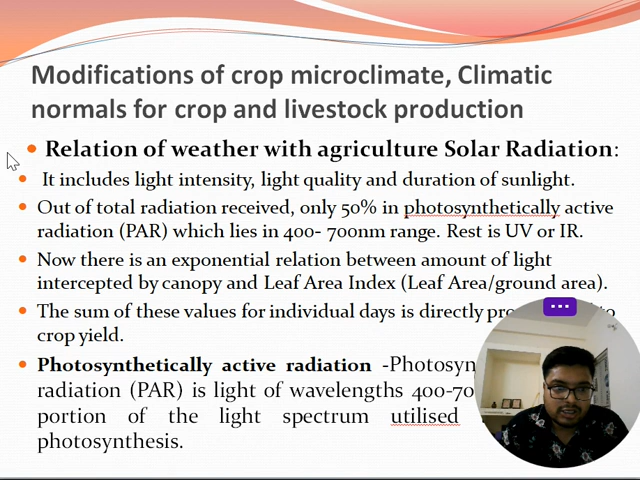 Modifications of crop microclimate, Climatic
normals for crop and livestock production
• Relation of weather with agriculture Solar Radiation:
• It includes light intensity, light quality and duration of sunlight.
• Out of total radiation received, only 50% in photosynthetically active
radiation (PAR) which lies in 400- 700nm range. Rest is UV or IR.
• Now there is an exponential relation between amount of light
intercepted by canopy and Leaf Area Index (Leaf Area/ground area).
• The sum of these values for individual days is directly
crop yield.
• Photosynthetically active radiation -
radiation (PAR) is light of wavelengths
portion of the light spectrum utilised
photosynthesis.